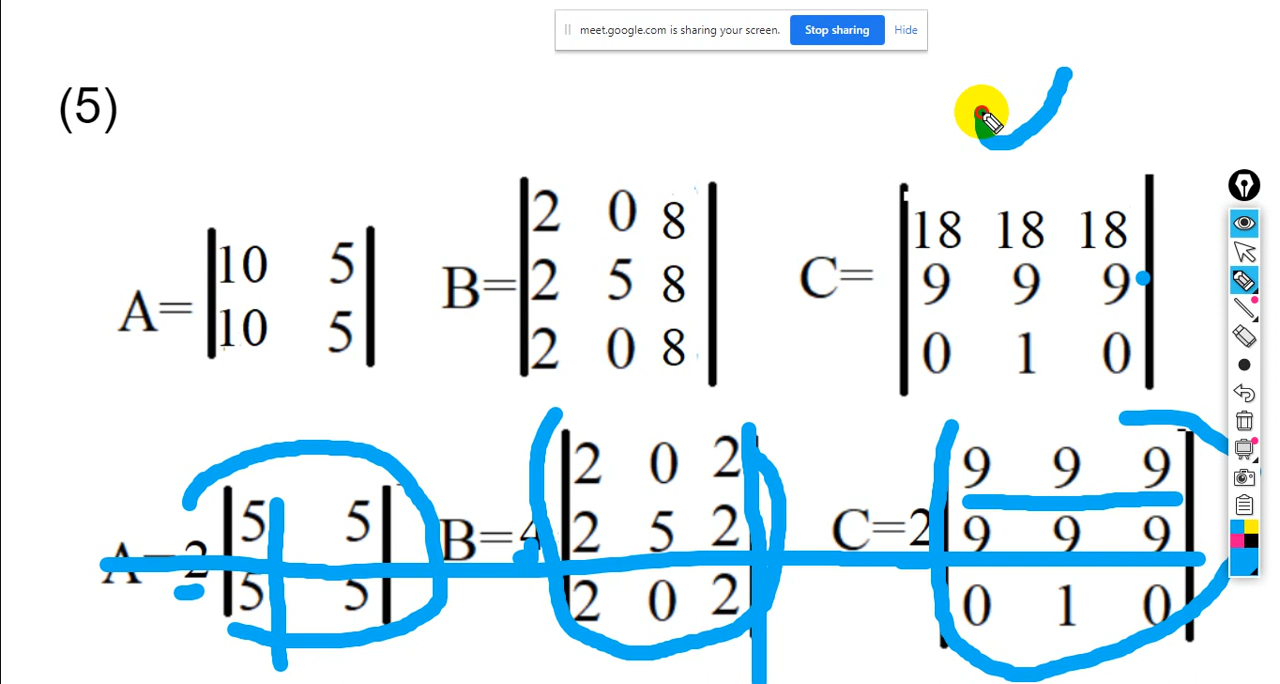 meet.google.com is sharing your screen. Stop sharing Hide
(5)
A= |10 5| B= |2 0 8| C= |18 18 18|
|10 5| |2 5 8| |9 9 9|
|2 0 8| |0 1 0|
A=2 |5 5| B=4 |2 0 2| C=2 |9 9 9|
|5 5| |2 5 2| |9 9 9|
|2 0 2| |0 1 0|